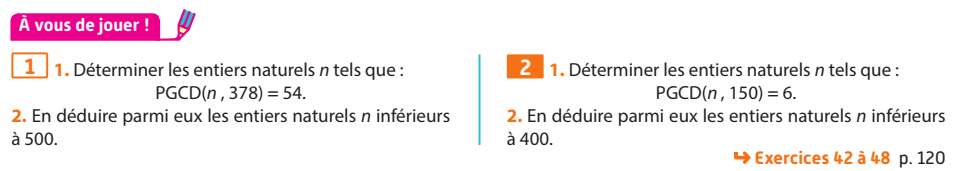 À vous de jouer !
1 1. Déterminer les entiers naturels n tels que :
PGCD(n , 378) = 54.
2. En déduire parmi eux les entiers naturels n inférieurs
à 500.
2 1. Déterminer les entiers naturels n tels que :
PGCD(n , 150) = 6.
2. En déduire parmi eux les entiers naturels n inférieurs
à 400.
↪ Exercices 42 à 48 p. 120